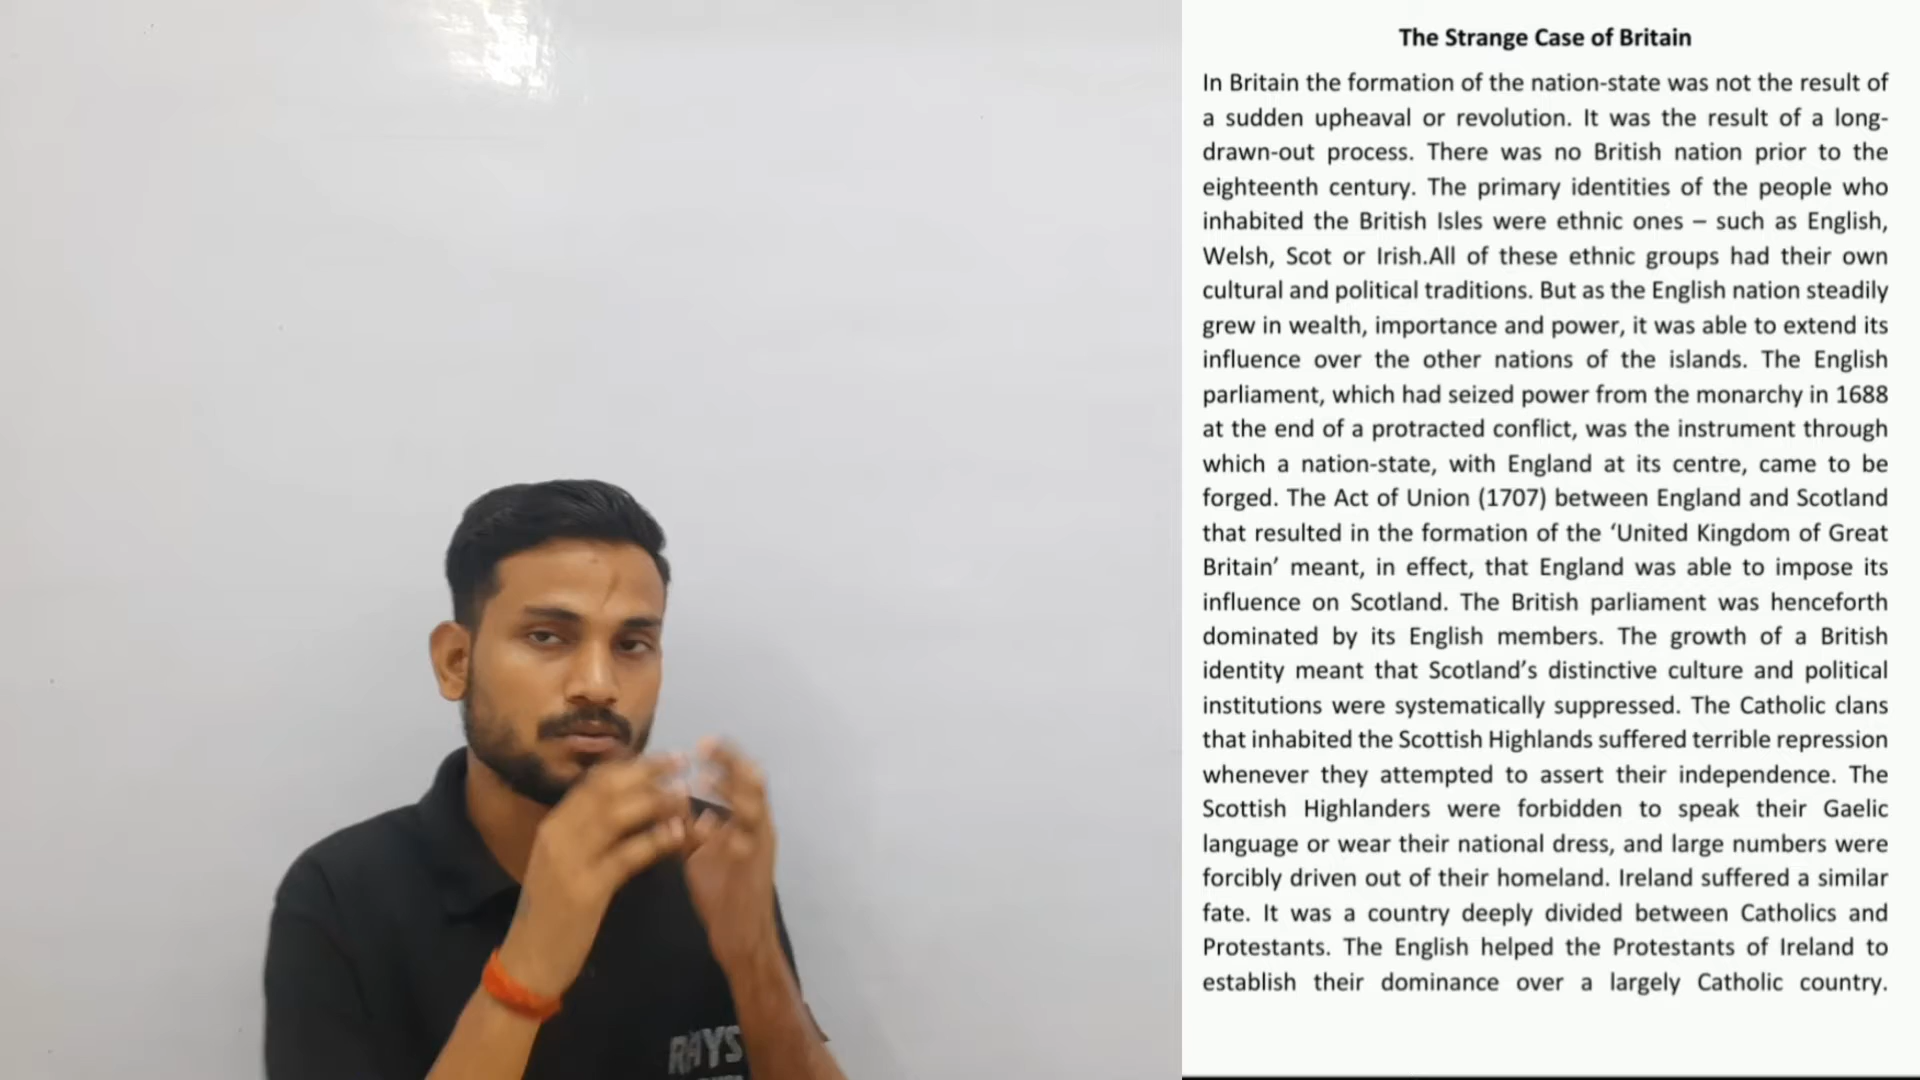 The Strange Case of Britain
In Britain the formation of the nation-state was not the result of
a sudden upheaval or revolution. It was the result of a long-
drawn-out process. There was no British nation prior to the
eighteenth century. The primary identities of the people who
inhabited the British Isles were ethnic ones – such as English,
Welsh, Scot or Irish.All of these ethnic groups had their own
cultural and political traditions. But as the English nation steadily
grew in wealth, importance and power, it was able to extend its
influence over the other nations of the islands. The English
parliament, which had seized power from the monarchy in 1688
at the end of a protracted conflict, was the instrument through
which a nation-state, with England at its centre, came to be
forged. The Act of Union (1707) between England and Scotland
that resulted in the formation of the ‘United Kingdom of Great
Britain’ meant, in effect, that England was able to impose its
influence on Scotland. The British parliament was henceforth
dominated by its English members. The growth of a British
identity meant that Scotland’s distinctive culture and political
institutions were systematically suppressed. The Catholic clans
that inhabited the Scottish Highlands suffered terrible repression
whenever they attempted to assert their independence. The
Scottish Highlanders were forbidden to speak their Gaelic
language or wear their national dress, and large numbers were
forcibly driven out of their homeland. Ireland suffered a similar
fate. It was a country deeply divided between Catholics and
Protestants. The English helped the Protestants of Ireland to
establish their dominance over a largely Catholic country.
RAYS